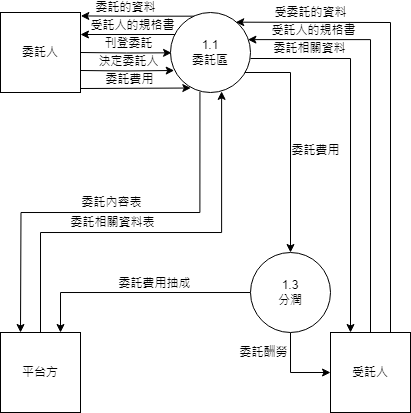 委託的資料
受託人的規格書
刊登委託
決定委託人
委託費用
委託人
1.1
委託區
受委託的資料
受託人的規格書
委託相關資料
委託費用
委託內容表
委託相關資料表
1.3
分潤
委託費用抽成
委託酬勞
平台方
受託人